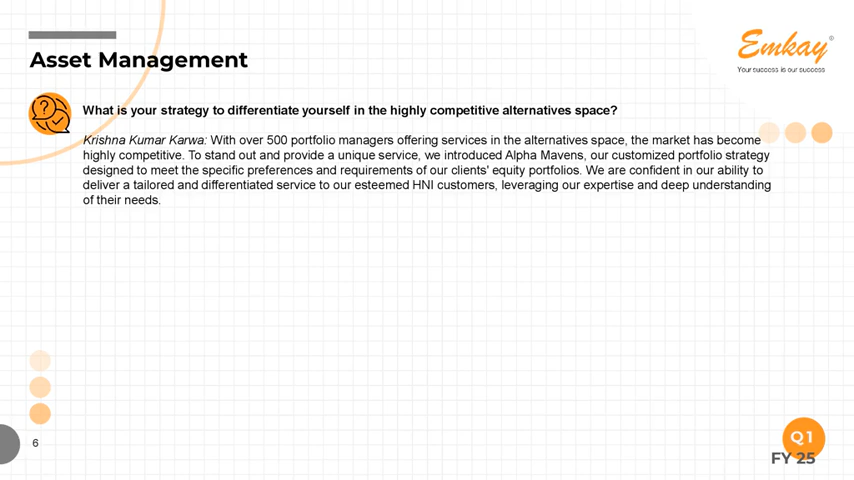 Asset Management
Emkay®
Your success is our success
What is your strategy to differentiate yourself in the highly competitive alternatives space?
Krishna Kumar Karwa: With over 500 portfolio managers offering services in the alternatives space, the market has become
highly competitive. To stand out and provide a unique service, we introduced Alpha Mavens, our customized portfolio strategy
designed to meet the specific preferences and requirements of our clients' equity portfolios. We are confident in our ability to
deliver a tailored and differentiated service to our esteemed HNI customers, leveraging our expertise and deep understanding
of their needs.
6
Q1
FY 25